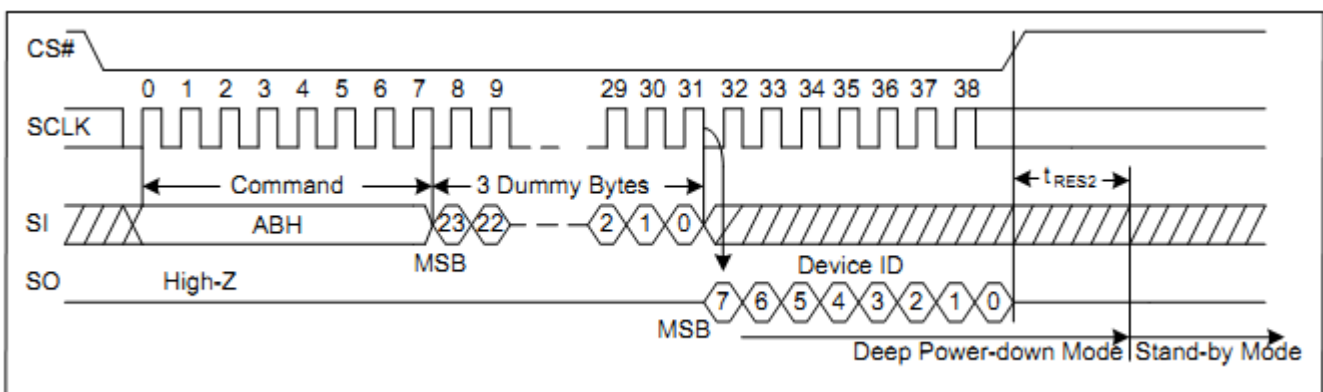 CS#
0 1 2 3 4 5 6 7 8 9 29 30 31 32 33 34 35 36 37 38
SCLK
Command 3 Dummy Bytes tRES2
SI ABH 23 22 2 1 0
MSB
SO High-Z Device ID
7 6 5 4 3 2 1 0
MSB
Deep Power-down Mode Stand-by Mode